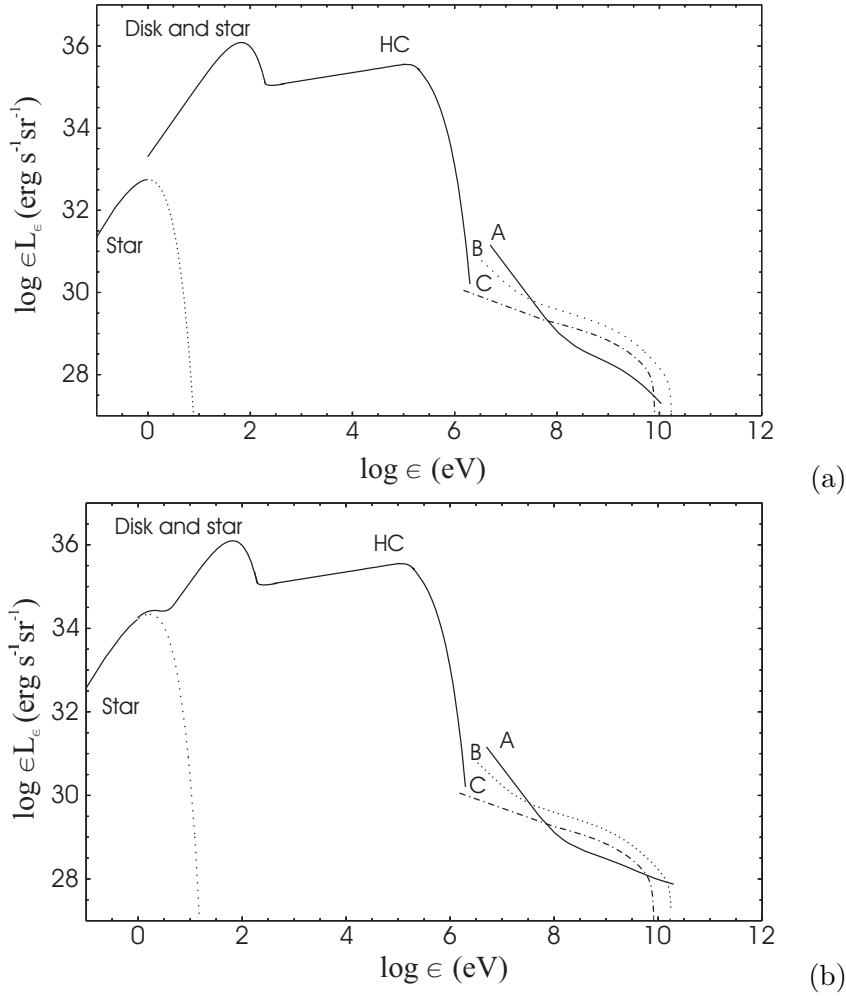 Disk and star
HC
Star
A
B
C
36
34
32
30
28
0
2
4
6
8
10
12
log ϵL_ϵ (erg s⁻¹sr⁻¹)
log ϵ (eV)
(a)
Disk and star
HC
Star
A
B
C
36
34
32
30
28
0
2
4
6
8
10
12
log ϵL_ϵ (erg s⁻¹sr⁻¹)
log ϵ (eV)
(b)